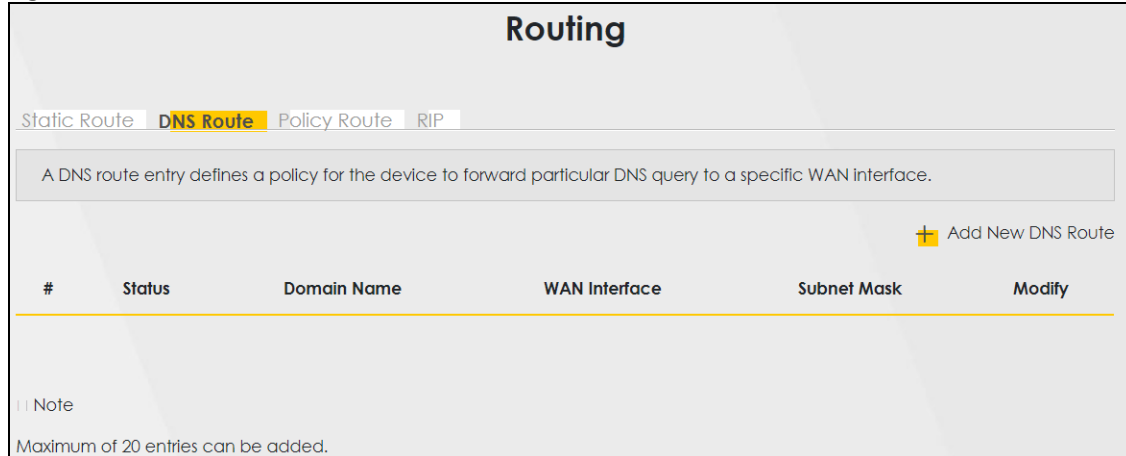 Routing
Static Route DNS Route Policy Route RIP
A DNS route entry defines a policy for the device to forward particular DNS query to a specific WAN interface.
+ Add New DNS Route
# Status Domain Name WAN Interface Subnet Mask Modify
Note
Maximum of 20 entries can be added.